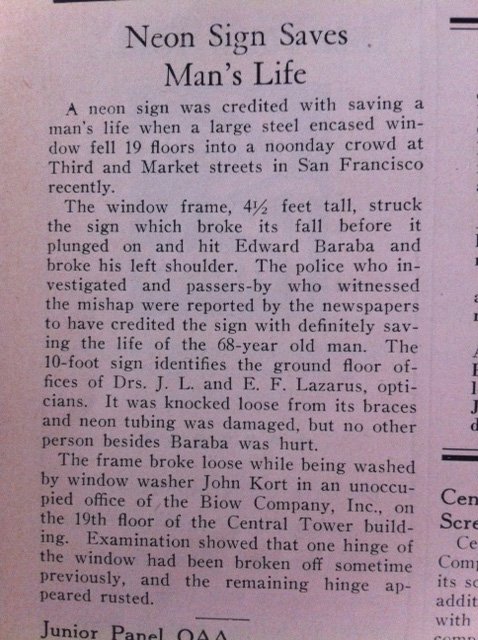 Neon Sign Saves
Man's Life
A neon sign was credited with saving a
man's life when a large steel encased win-
dow fell 19 floors into a noonday crowd at
Third and Market streets in San Francisco
recently.
The window frame, 4½ feet tall, struck
the sign which broke its fall before it
plunged on and hit Edward Baraba and
broke his left shoulder. The police who in-
vestigated and passers-by who witnessed
the mishap were reported by the newspapers
to have credited the sign with definitely sav-
ing the life of the 68-year old man. The
10-foot sign identifies the ground floor of-
fices of Drs. J. L. and E. F. Lazarus, opti-
cians. It was knocked loose from its braces
and neon tubing was damaged, but no other
person besides Baraba was hurt.
The frame broke loose while being washed
by window washer John Kort in an unoccu-
pied office of the Biow Company, Inc., on
the 19th floor of the Central Tower build-
ing. Examination showed that one hinge of
the window had been broken off sometime
previously, and the remaining hinge ap-
peared rusted.
Junior Panel OAA
Cen
Scre
Ce
Comp
its sc
addit
with